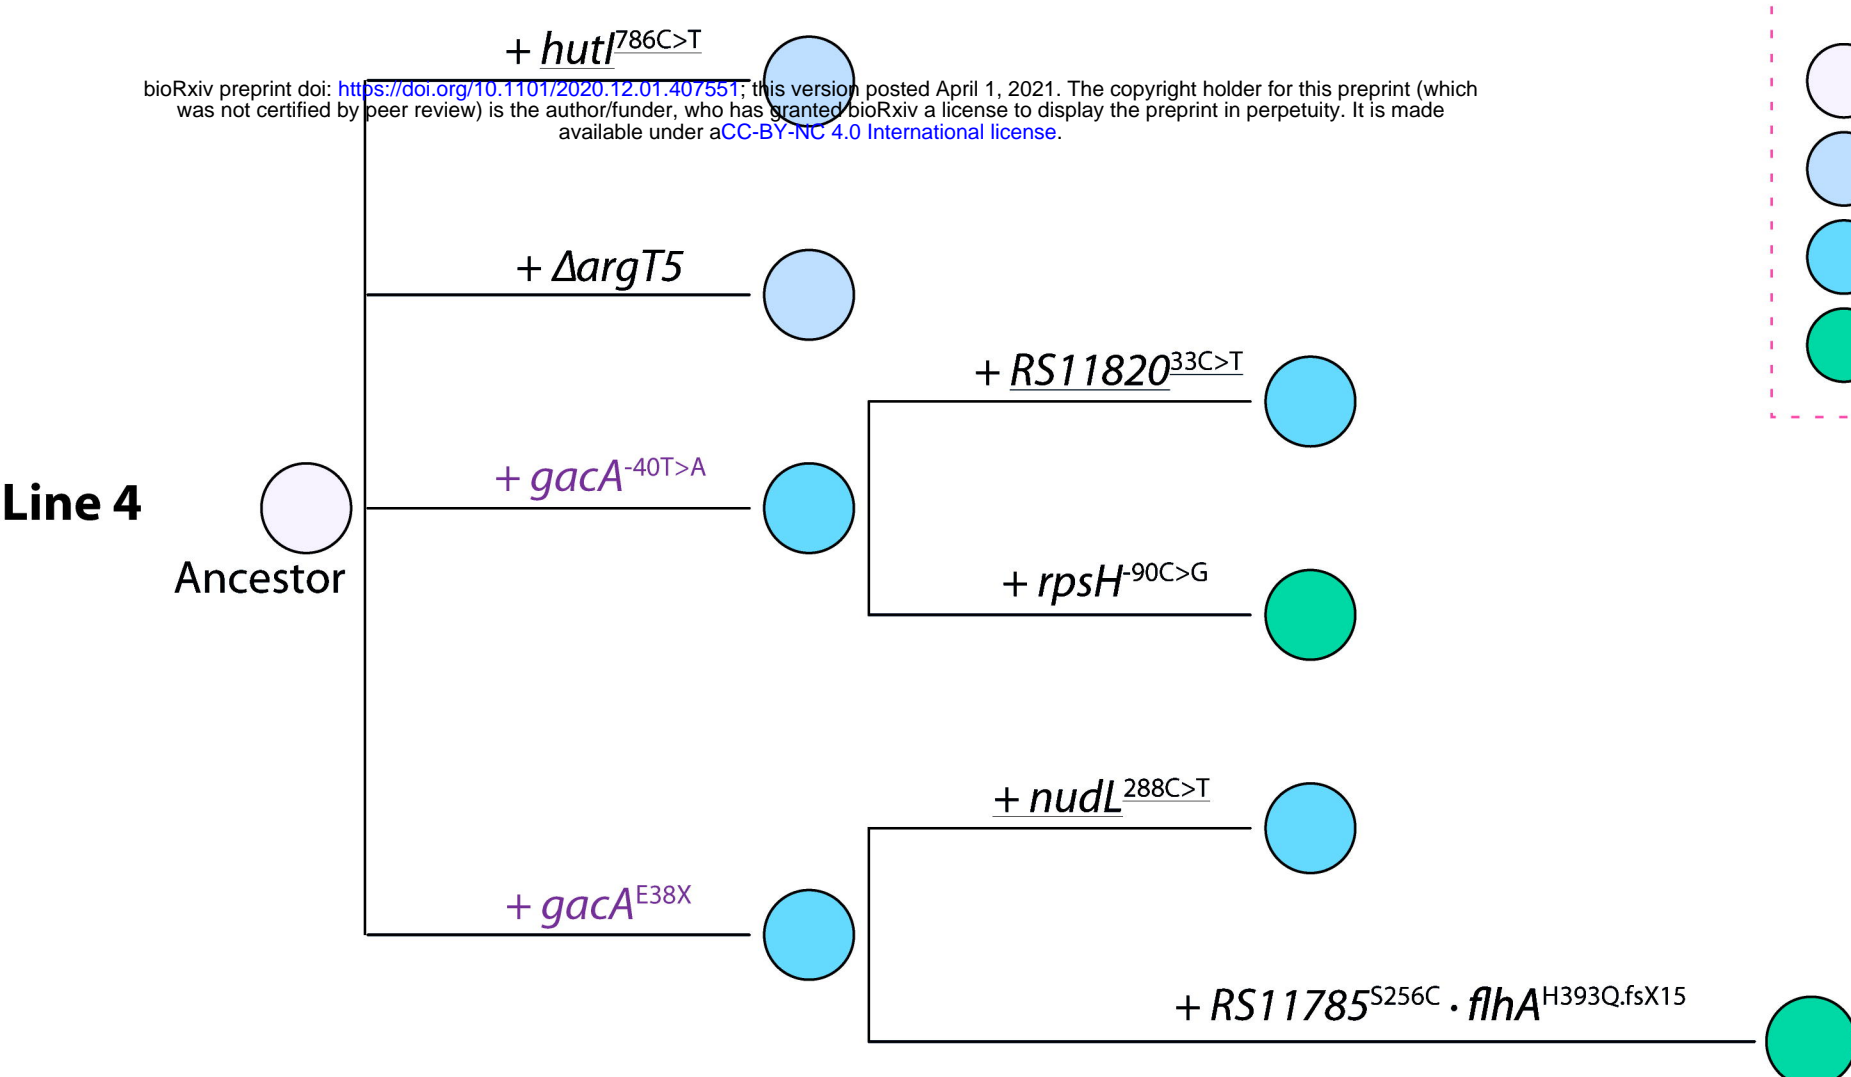 + hutI786C>T
bioRxiv preprint doi: https://doi.org/10.1101/2020.12.01.407551; this version posted April 1, 2021. The copyright holder for this preprint (which
was not certified by peer review) is the author/funder, who has granted bioRxiv a license to display the preprint in perpetuity. It is made
available under aCC-BY-NC 4.0 International license.
+ ΔargT5
+ RS1182033C>T
+ gacA-40T>A
Line 4
Ancestor
+ rpsH-90C>G
+ nudL288C>T
+ gacAE38X
+ RS11785S256C · flhAH393Q.fsX15